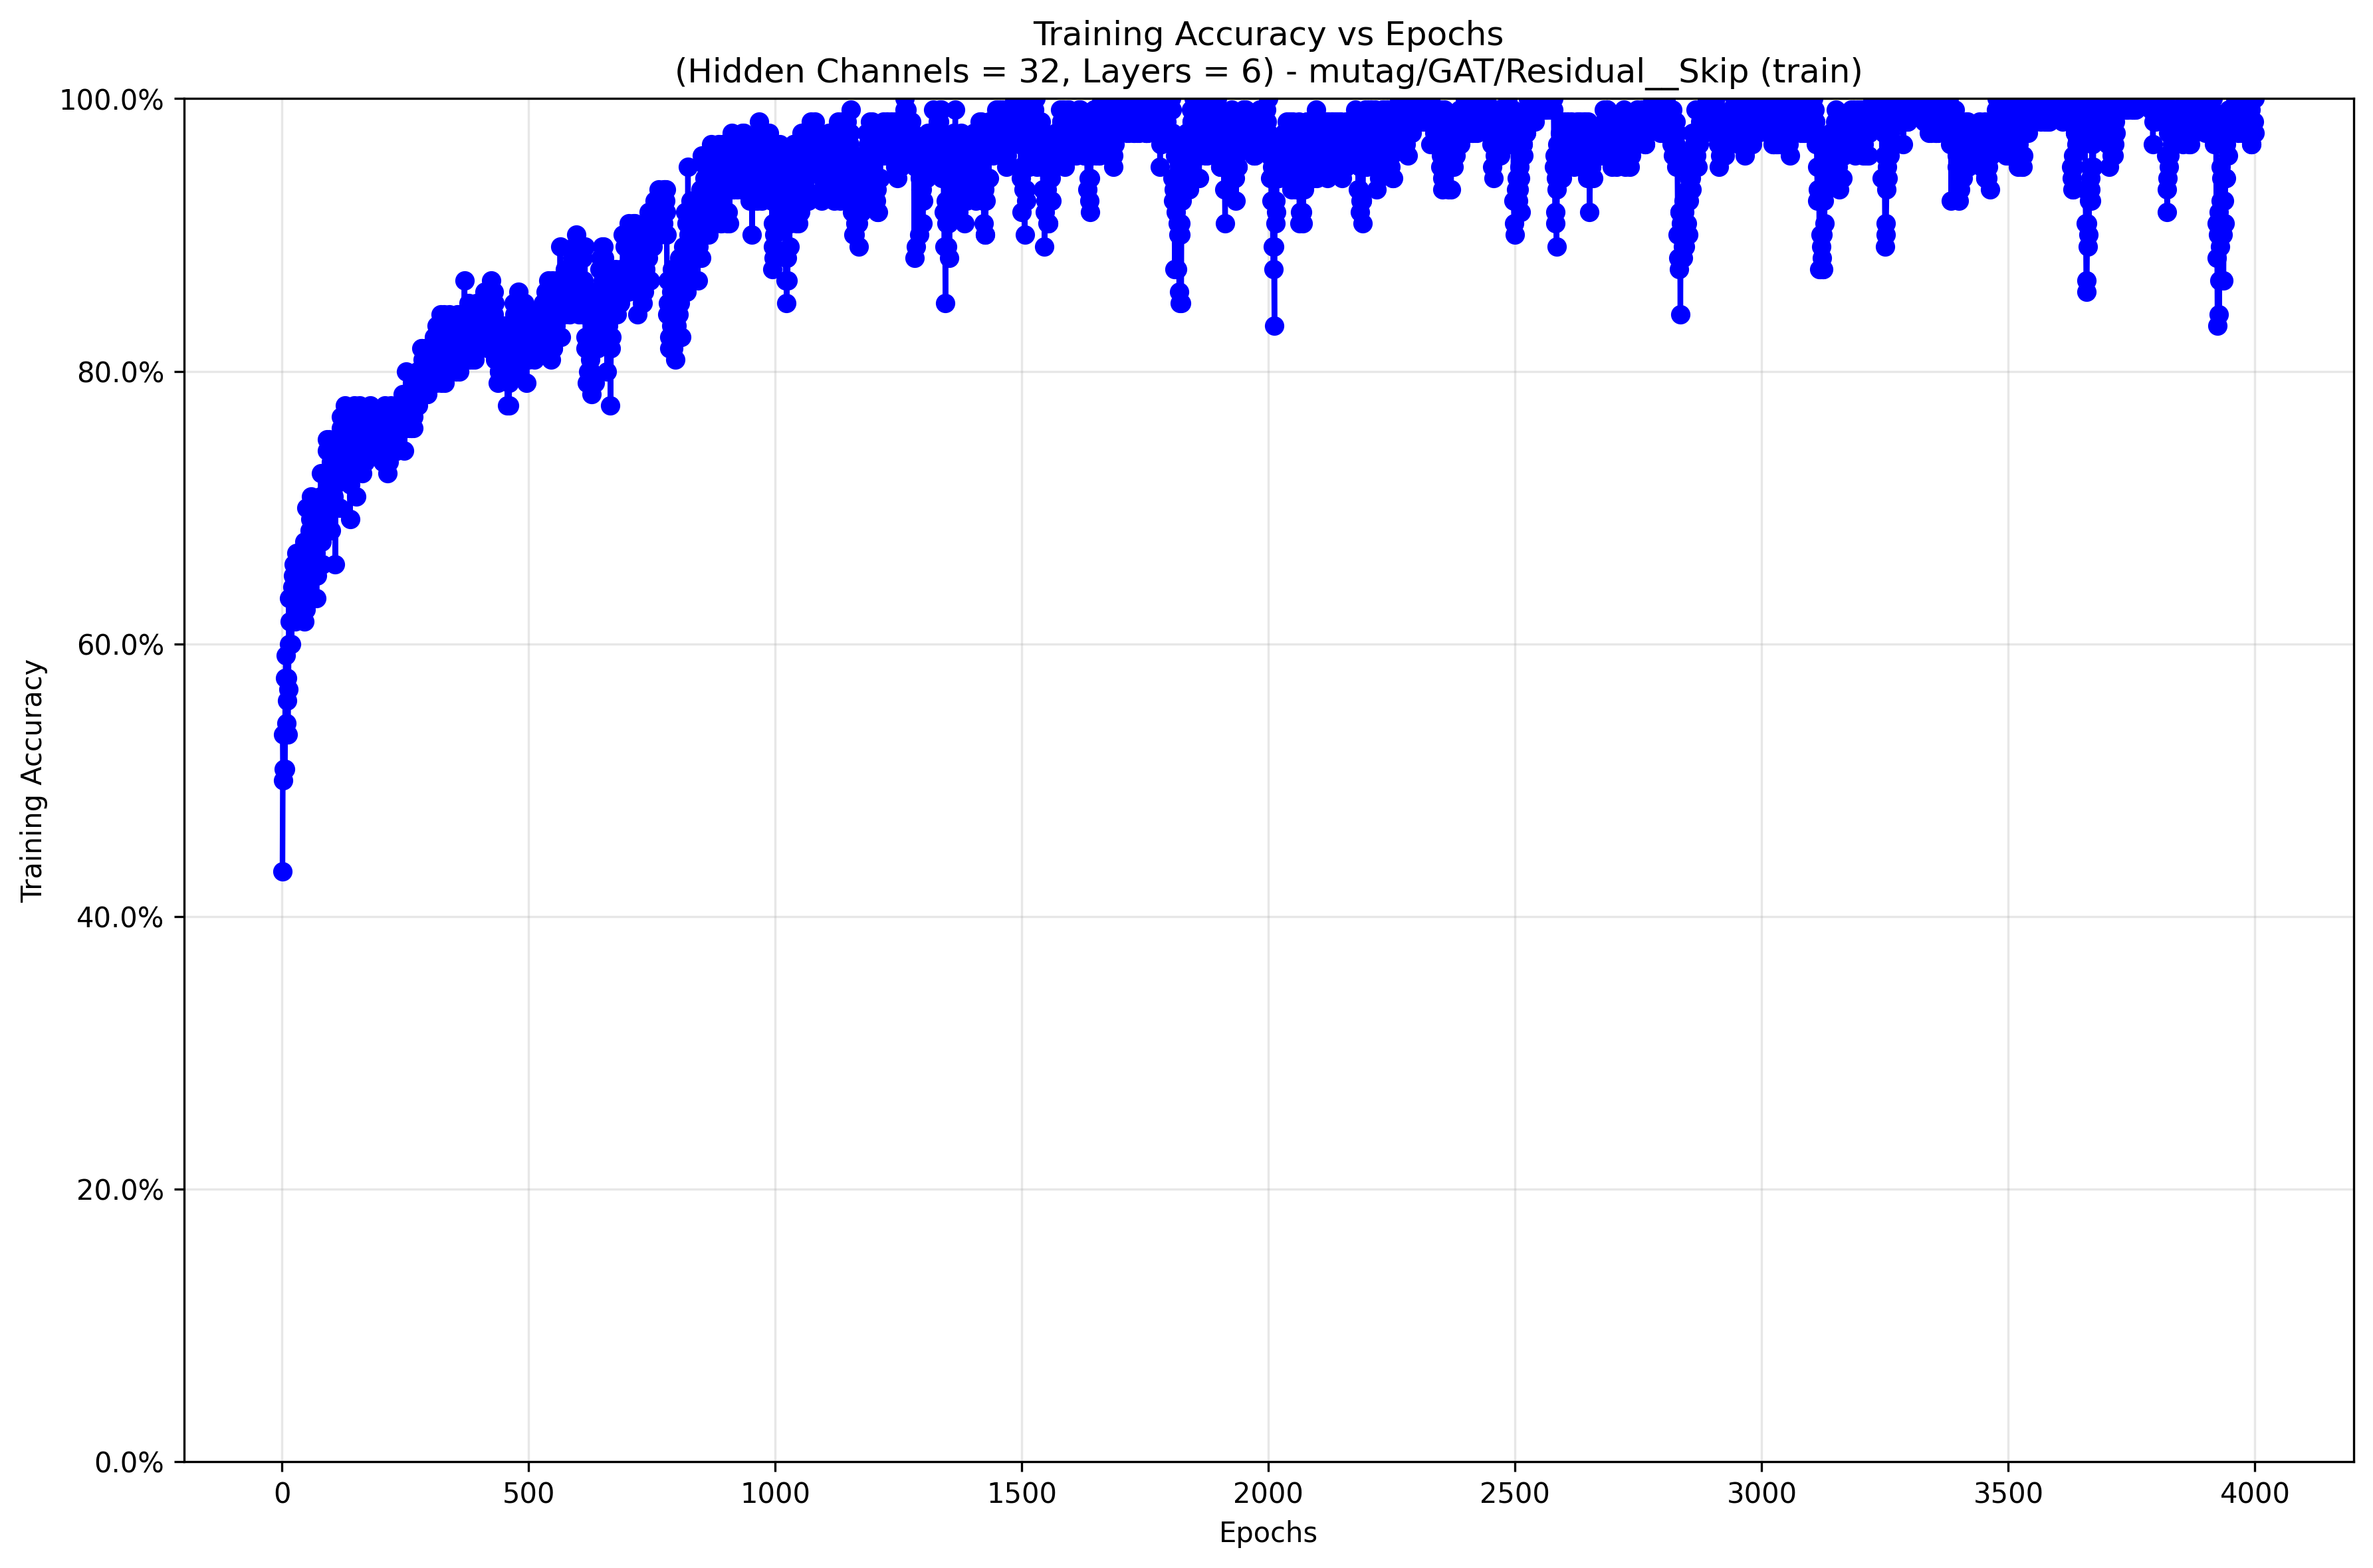 Training Accuracy vs Epochs
(Hidden Channels = 32, Layers = 6) - mutag/GAT/Residual__Skip (train)
Training Accuracy
100.0%
80.0%
60.0%
40.0%
20.0%
0.0%
0 500 1000 1500 2000 2500 3000 3500 4000
Epochs